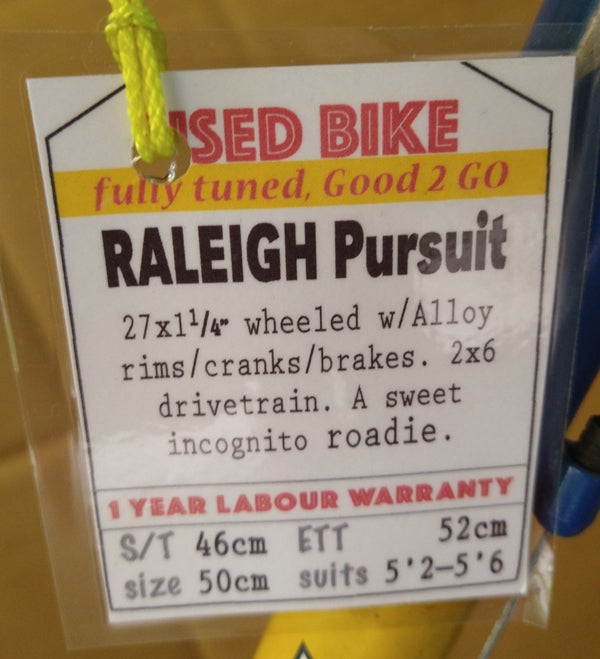 USED BIKE
fully tuned, Good 2 GO
RALEIGH Pursuit
27x1¹/4" wheeled w/Alloy
rims/cranks/brakes. 2x6
drivetrain. A sweet
incognito roadie.
1 YEAR LABOUR WARRANTY
S/T 46cm ETT 52cm
size 50cm suits 5'2–5'6